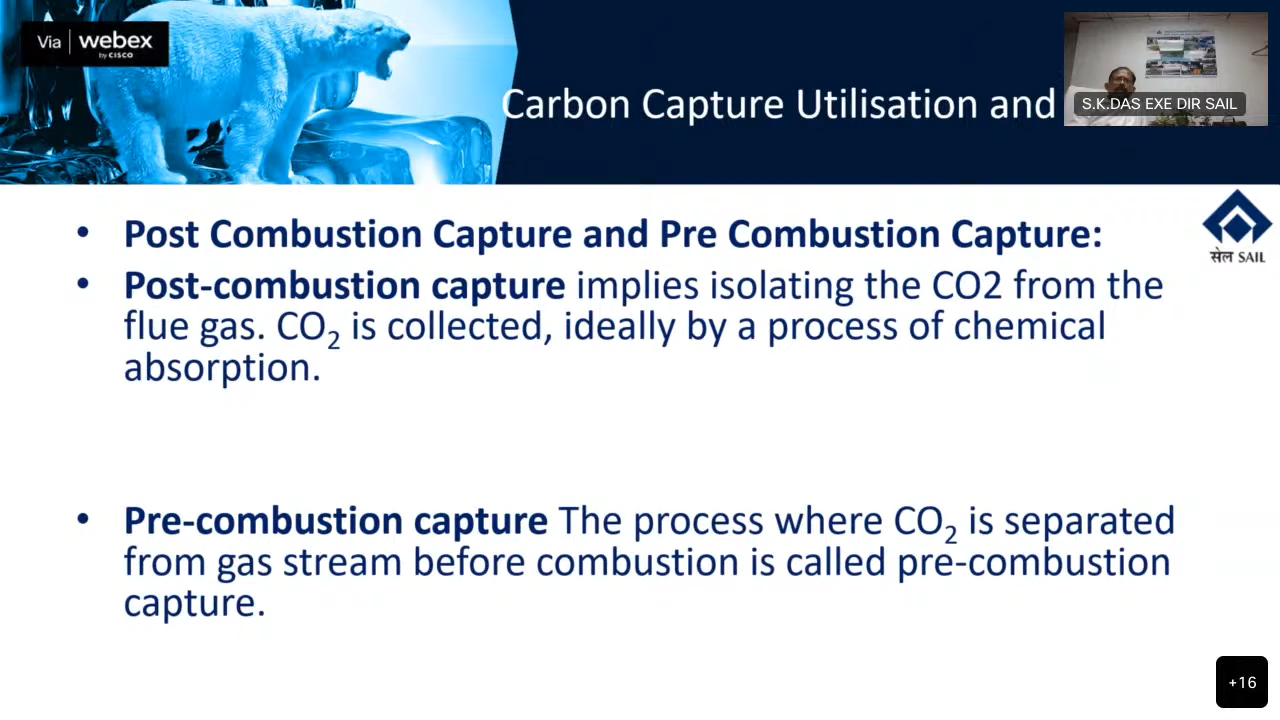 Via | webex
by CISCO
Carbon Capture Utilisation and
S.K.DAS EXE DIR SAIL
• Post Combustion Capture and Pre Combustion Capture:
• Post-combustion capture implies isolating the CO2 from the
flue gas. CO₂ is collected, ideally by a process of chemical
absorption.
सेल SAIL
• Pre-combustion capture The process where CO₂ is separated
from gas stream before combustion is called pre-combustion
capture.
+16